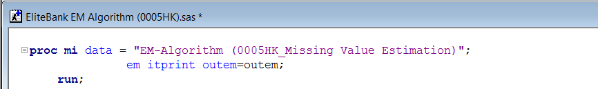 EliteBank EM Algorithm (0005HK).sas *
proc mi data = "EM-Algorithm (0005HK_Missing Value Estimation)";
em itprint outem=outem;
run;